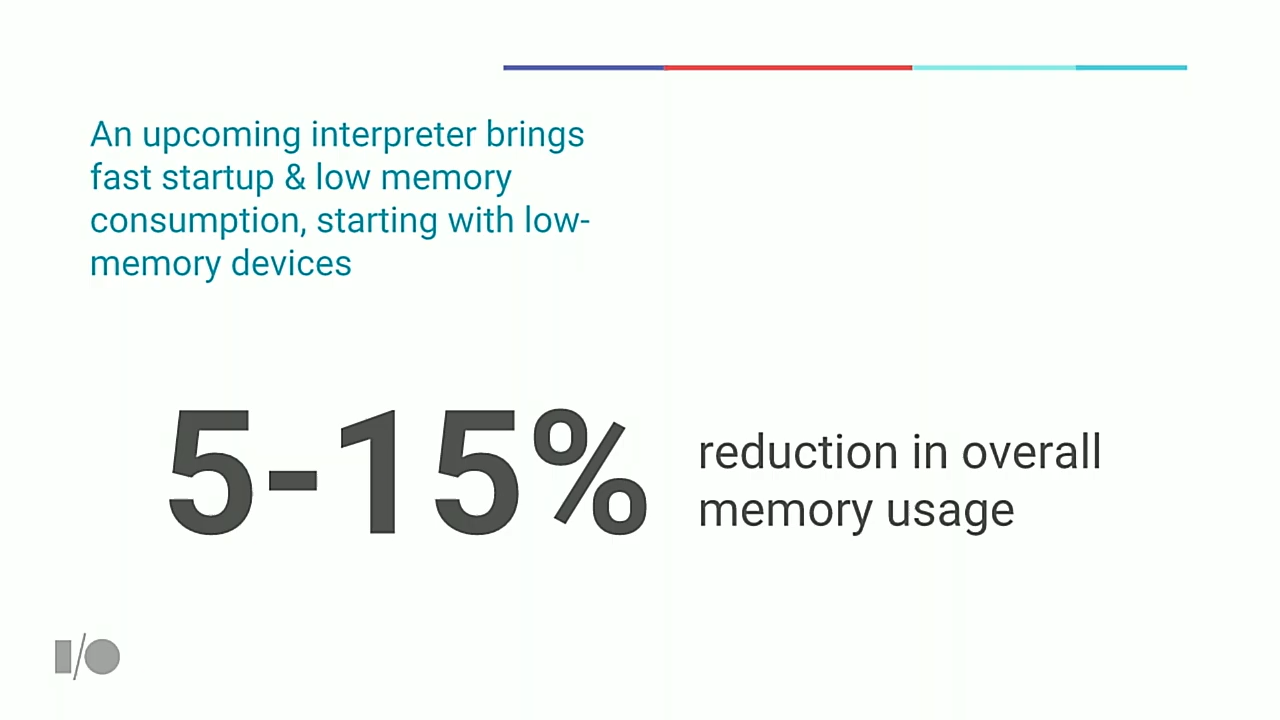 An upcoming interpreter brings
fast startup & low memory
consumption, starting with low-
memory devices
5-15%
reduction in overall
memory usage
I/O